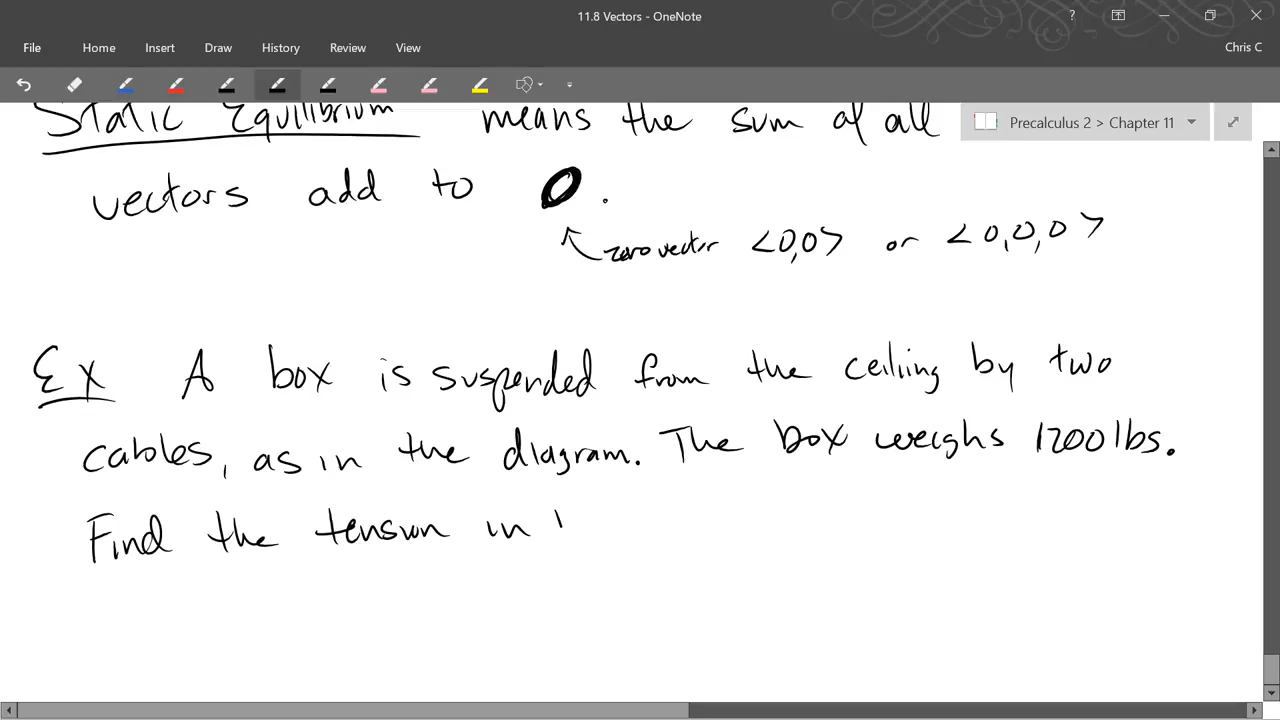 11.8 Vectors - OneNote
?
File Home Insert Draw History Review View Chris C
Precalculus 2 > Chapter 11
Static Equilibrium means the sum of all
vectors add to 0.
zero vector <0,0> or <0,0,0>
Ex A box is suspended from the ceiling by two
cables, as in the diagram. The box weighs 1200 lbs.
Find the tension in